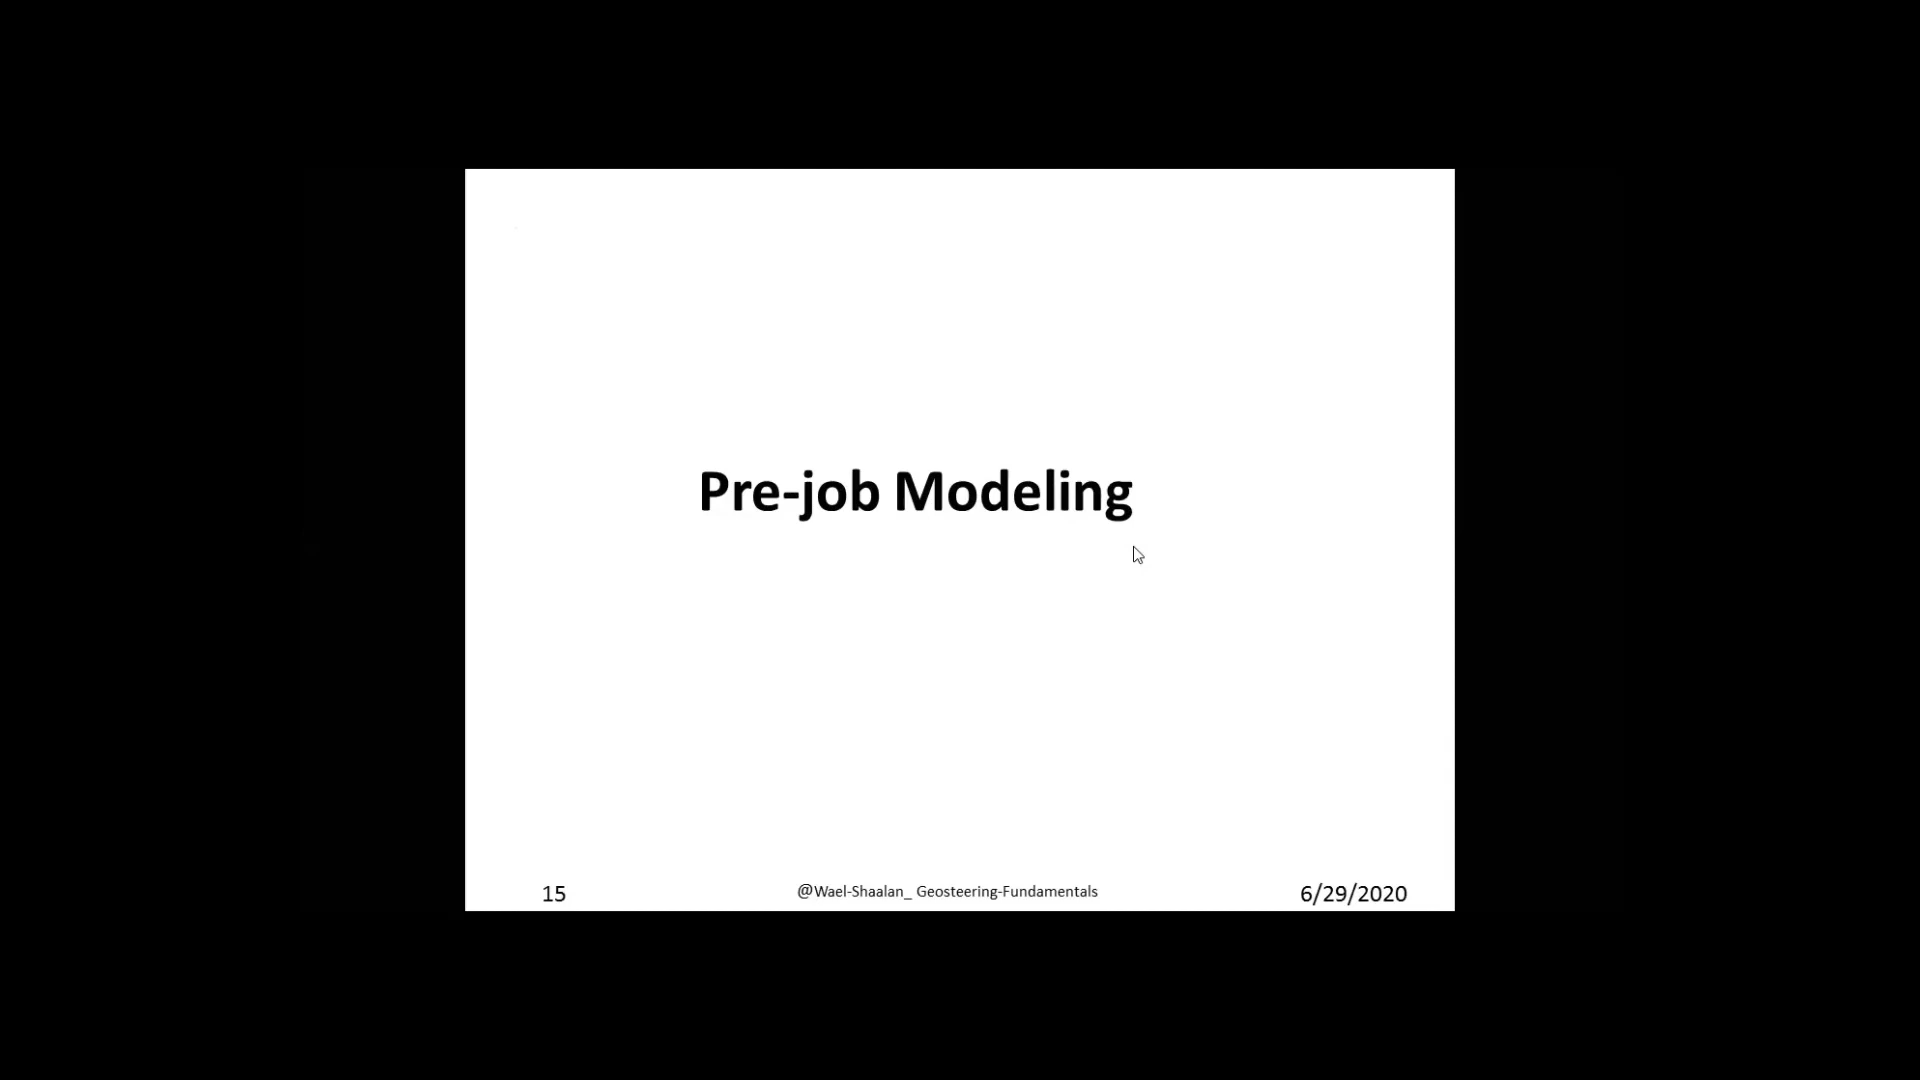 Pre-job Modeling
15
@Wael-Shaalan_ Geosteering-Fundamentals
6/29/2020